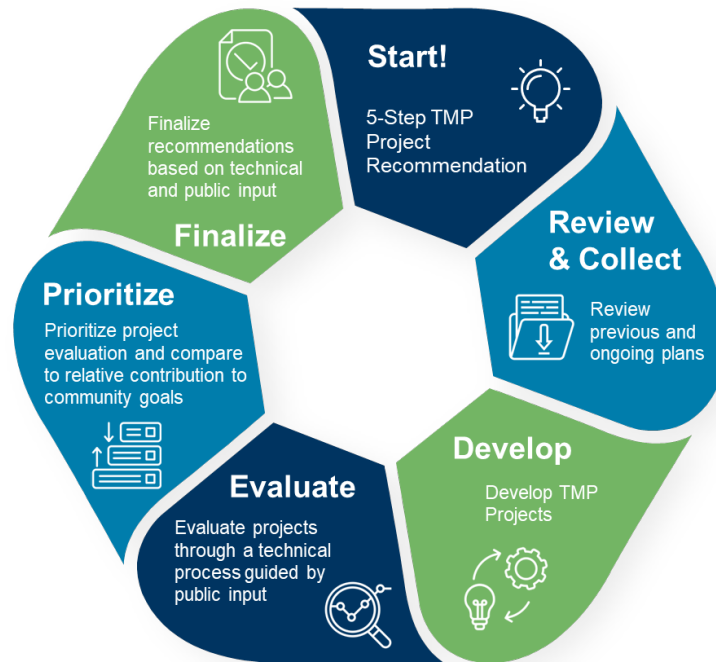 Start!
5-Step TMP
Project
Recommendation
Review
& Collect
Review
previous and
ongoing plans
Develop
Develop TMP
Projects
Evaluate
Evaluate projects
through a technical
process guided by
public input
Prioritize
Prioritize project
evaluation and compare
to relative contribution to
community goals
Finalize
recommendations
based on technical
and public input
Finalize